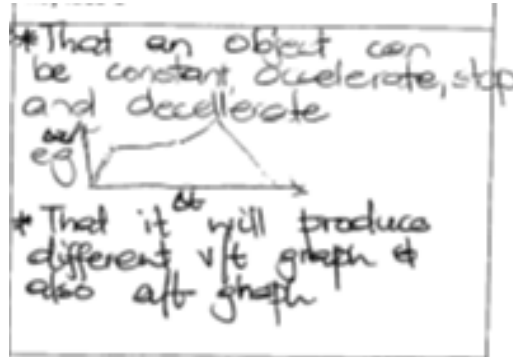 *That an object can
be constant accelerate, stop
and decellerate
eg
Δt
*That it will produce
different v/t graph &
also a/t graph